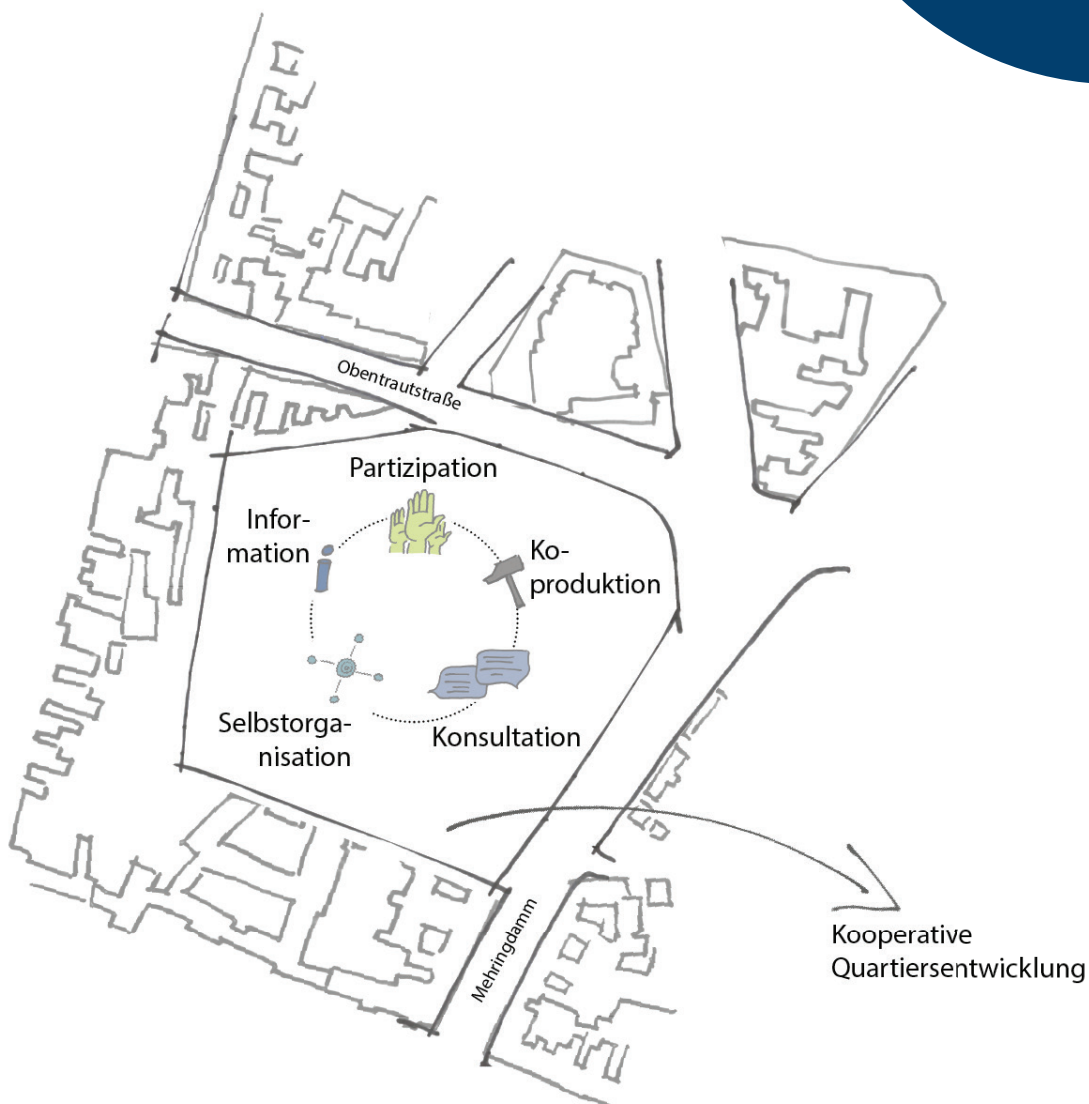 Obentrautstraße
Partizipation
Infor-
mation
Ko-
produktion
Selbstorga-
nisation
Konsultation
Mehringdamm
Kooperative
Quartiersentwicklung